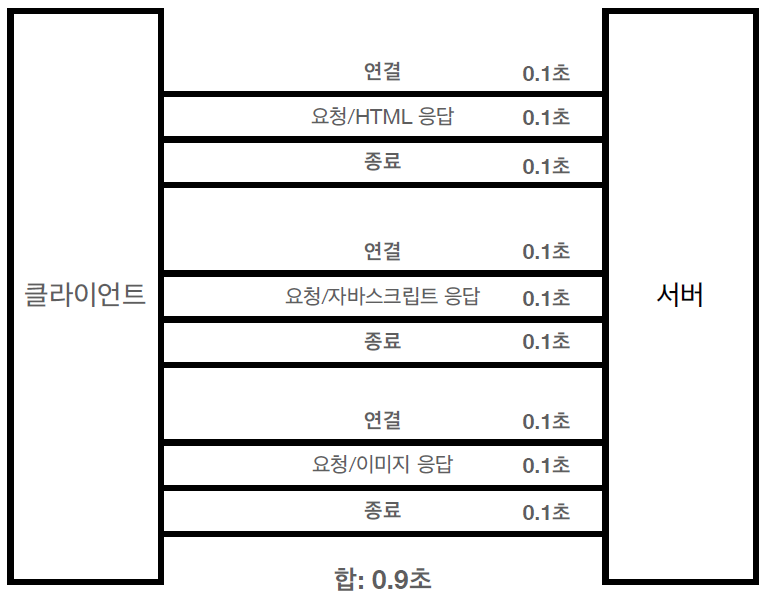 연결 0.1초
요청/HTML 응답 0.1초
종료 0.1초
연결 0.1초
클라이언트
요청/자바스크립트 응답 0.1초
서버
종료 0.1초
연결 0.1초
요청/이미지 응답 0.1초
종료 0.1초
합: 0.9초